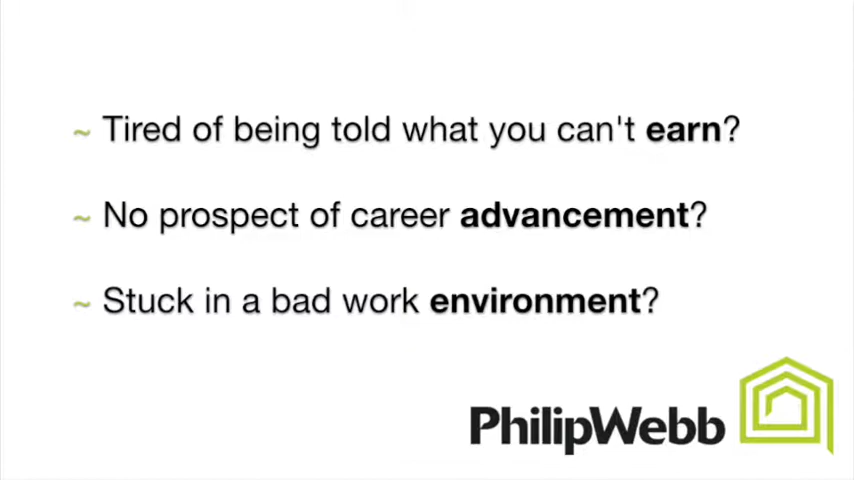 ~ Tired of being told what you can't earn?
~ No prospect of career advancement?
~ Stuck in a bad work environment?
PhilipWebb